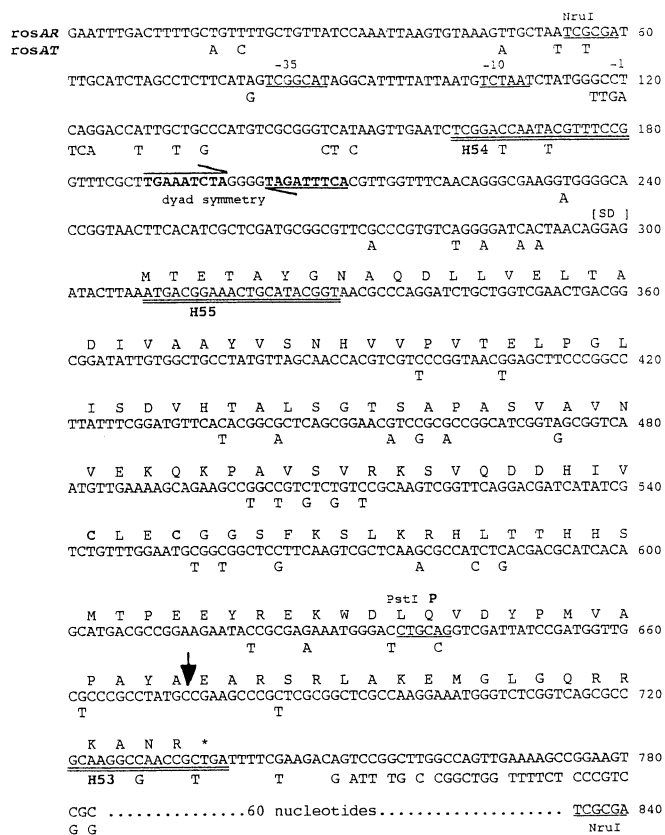 NruI
rosAR GAATTTGACTTTTGCTGTTTTGCTGTTATCCAAATTAAGTGTAAAGTTGCTAATCGCGAT 60
rosAT A C A T T
-35 -10 -1
TTGCATCTAGCCTCTTCATAGTCGGCATAGGCATTTTATTAATGTCTAATCTATGGGCCT 120
G TTGA
CAGGACCATTGCTGCCCATGTCGCGGGTCATAAGTTGAATCTCGGACCAATACGTTTCCG 180
TCA T T G CT C H54 T T
GTTTCGCTTGAAATCTAGGGGTAGATTTCACGTTGGTTTCAACAGGGCGAAGGTGGGGCA 240
dyad symmetry A
[SD ]
CCGGTAACTTCACATCGCTCGATGCGGCGTTCGCCCGTGTCAGGGGATCACTAACAGGAG 300
A T A A A
M T E T A Y G N A Q D L L V E L T A
ATACTTAAATGACGGAAACTGCATACGGTAACGCCCAGGATCTGCTGGTCGAACTGACGG 360
H55
D I V A A Y V S N H V V P V T E L P G L
CGGATATTGTGGCTGCCTATGTTAGCAACCACGTCGTCCCGGTAACGGAGCTTCCCGGCC 420
T T
I S D V H T A L S G T S A P A S V A V N
TTATTTCGGATGTTCACACGGCGCTCAGCGGAACGTCCGCGCCGGCATCGGTAGCGGTCA 480
T A A G A G
V E K Q K P A V S V R K S V Q D D H I V
ATGTTGAAAAGCAGAAGCCGGCCGTCTCTGTCCGCAAGTCGGTTCAGGACGATCATATCG 540
T T G G T
C L E C G G S F K S L K R H L T T H H S
TCTGTTTGGAATGCGGCGGCTCCTTCAAGTCGCTCAAGCGCCATCTCACGACGCATCACA 600
T T G A C G
PstI P
M T P E E Y R E K W D L Q V D Y P M V A
GCATGACGCCGGAAGAATACCGCGAGAAATGGGACCTGCAGGTCGATTATCCGATGGTTG 660
T A T C
P A Y A E A R S R L A K E M G L G Q R R
CGCCCGCCTATGCCGAAGCCCGCTCGCGGCTCGCCAAGGAAATGGGTCTCGGTCAGCGCC 720
T T
K A N R *
GCAAGGCCAACCGCTGATTTTCGAAGACAGTCCGGCTTGGCCAGTTGAAAAGCCGGAAGT 780
H53 G T T G ATT TG C CGGCTGG TTTTCT CCCGTC
CGC ...............60 nucleotides.................... TCGCGA 840
G G NruI